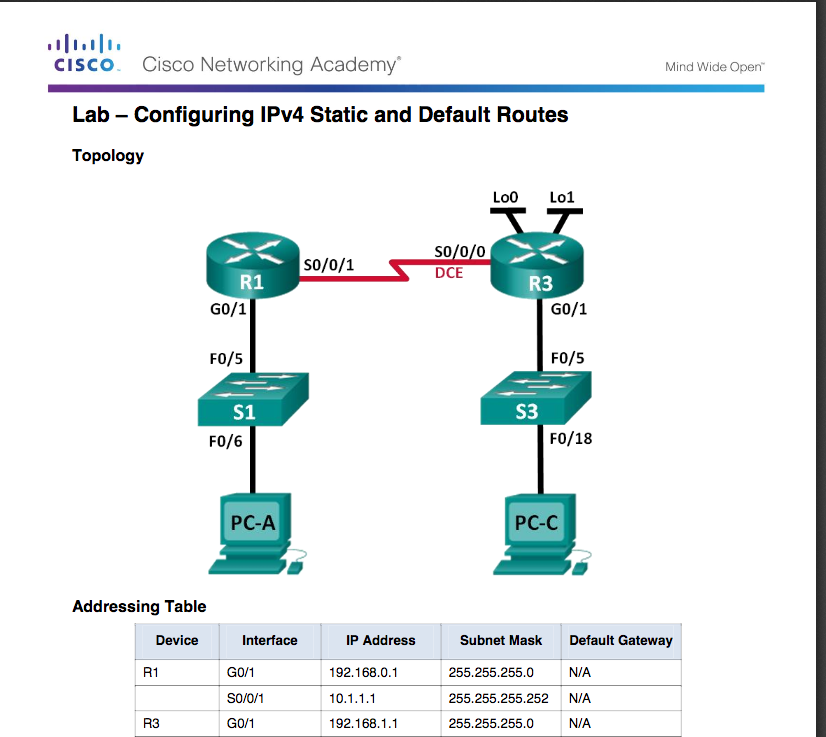 CISCO™ Cisco Networking Academy® Mind Wide Open™
Lab – Configuring IPv4 Static and Default Routes
Topology
Lo0 Lo1
S0/0/1 S0/0/0
DCE
R1 R3
G0/1 G0/1
F0/5 F0/5
S1 S3
F0/6 F0/18
PC-A PC-C
Addressing Table
Device Interface IP Address Subnet Mask Default Gateway
R1 G0/1 192.168.0.1 255.255.255.0 N/A
S0/0/1 10.1.1.1 255.255.255.252 N/A
R3 G0/1 192.168.1.1 255.255.255.0 N/A